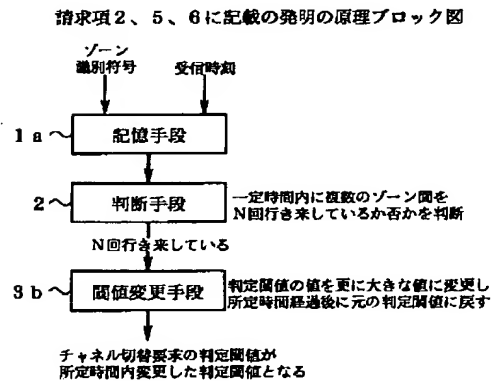 請求項２、５、６に記載の発明の原理ブロック図
ゾーン
識別符号
受信時刻
１ａ
記憶手段
２
判断手段
一定時間内に複数のゾーン間を
Ｎ回行き来しているか否かを判断
Ｎ回行き来している
３ｂ
閾値変更手段
判定閾値の値を更に大きな値に変更し
所定時間経過後に元の判定閾値に戻す
チャネル切替要求の判定閾値が
所定時間内変更した判定閾値となる